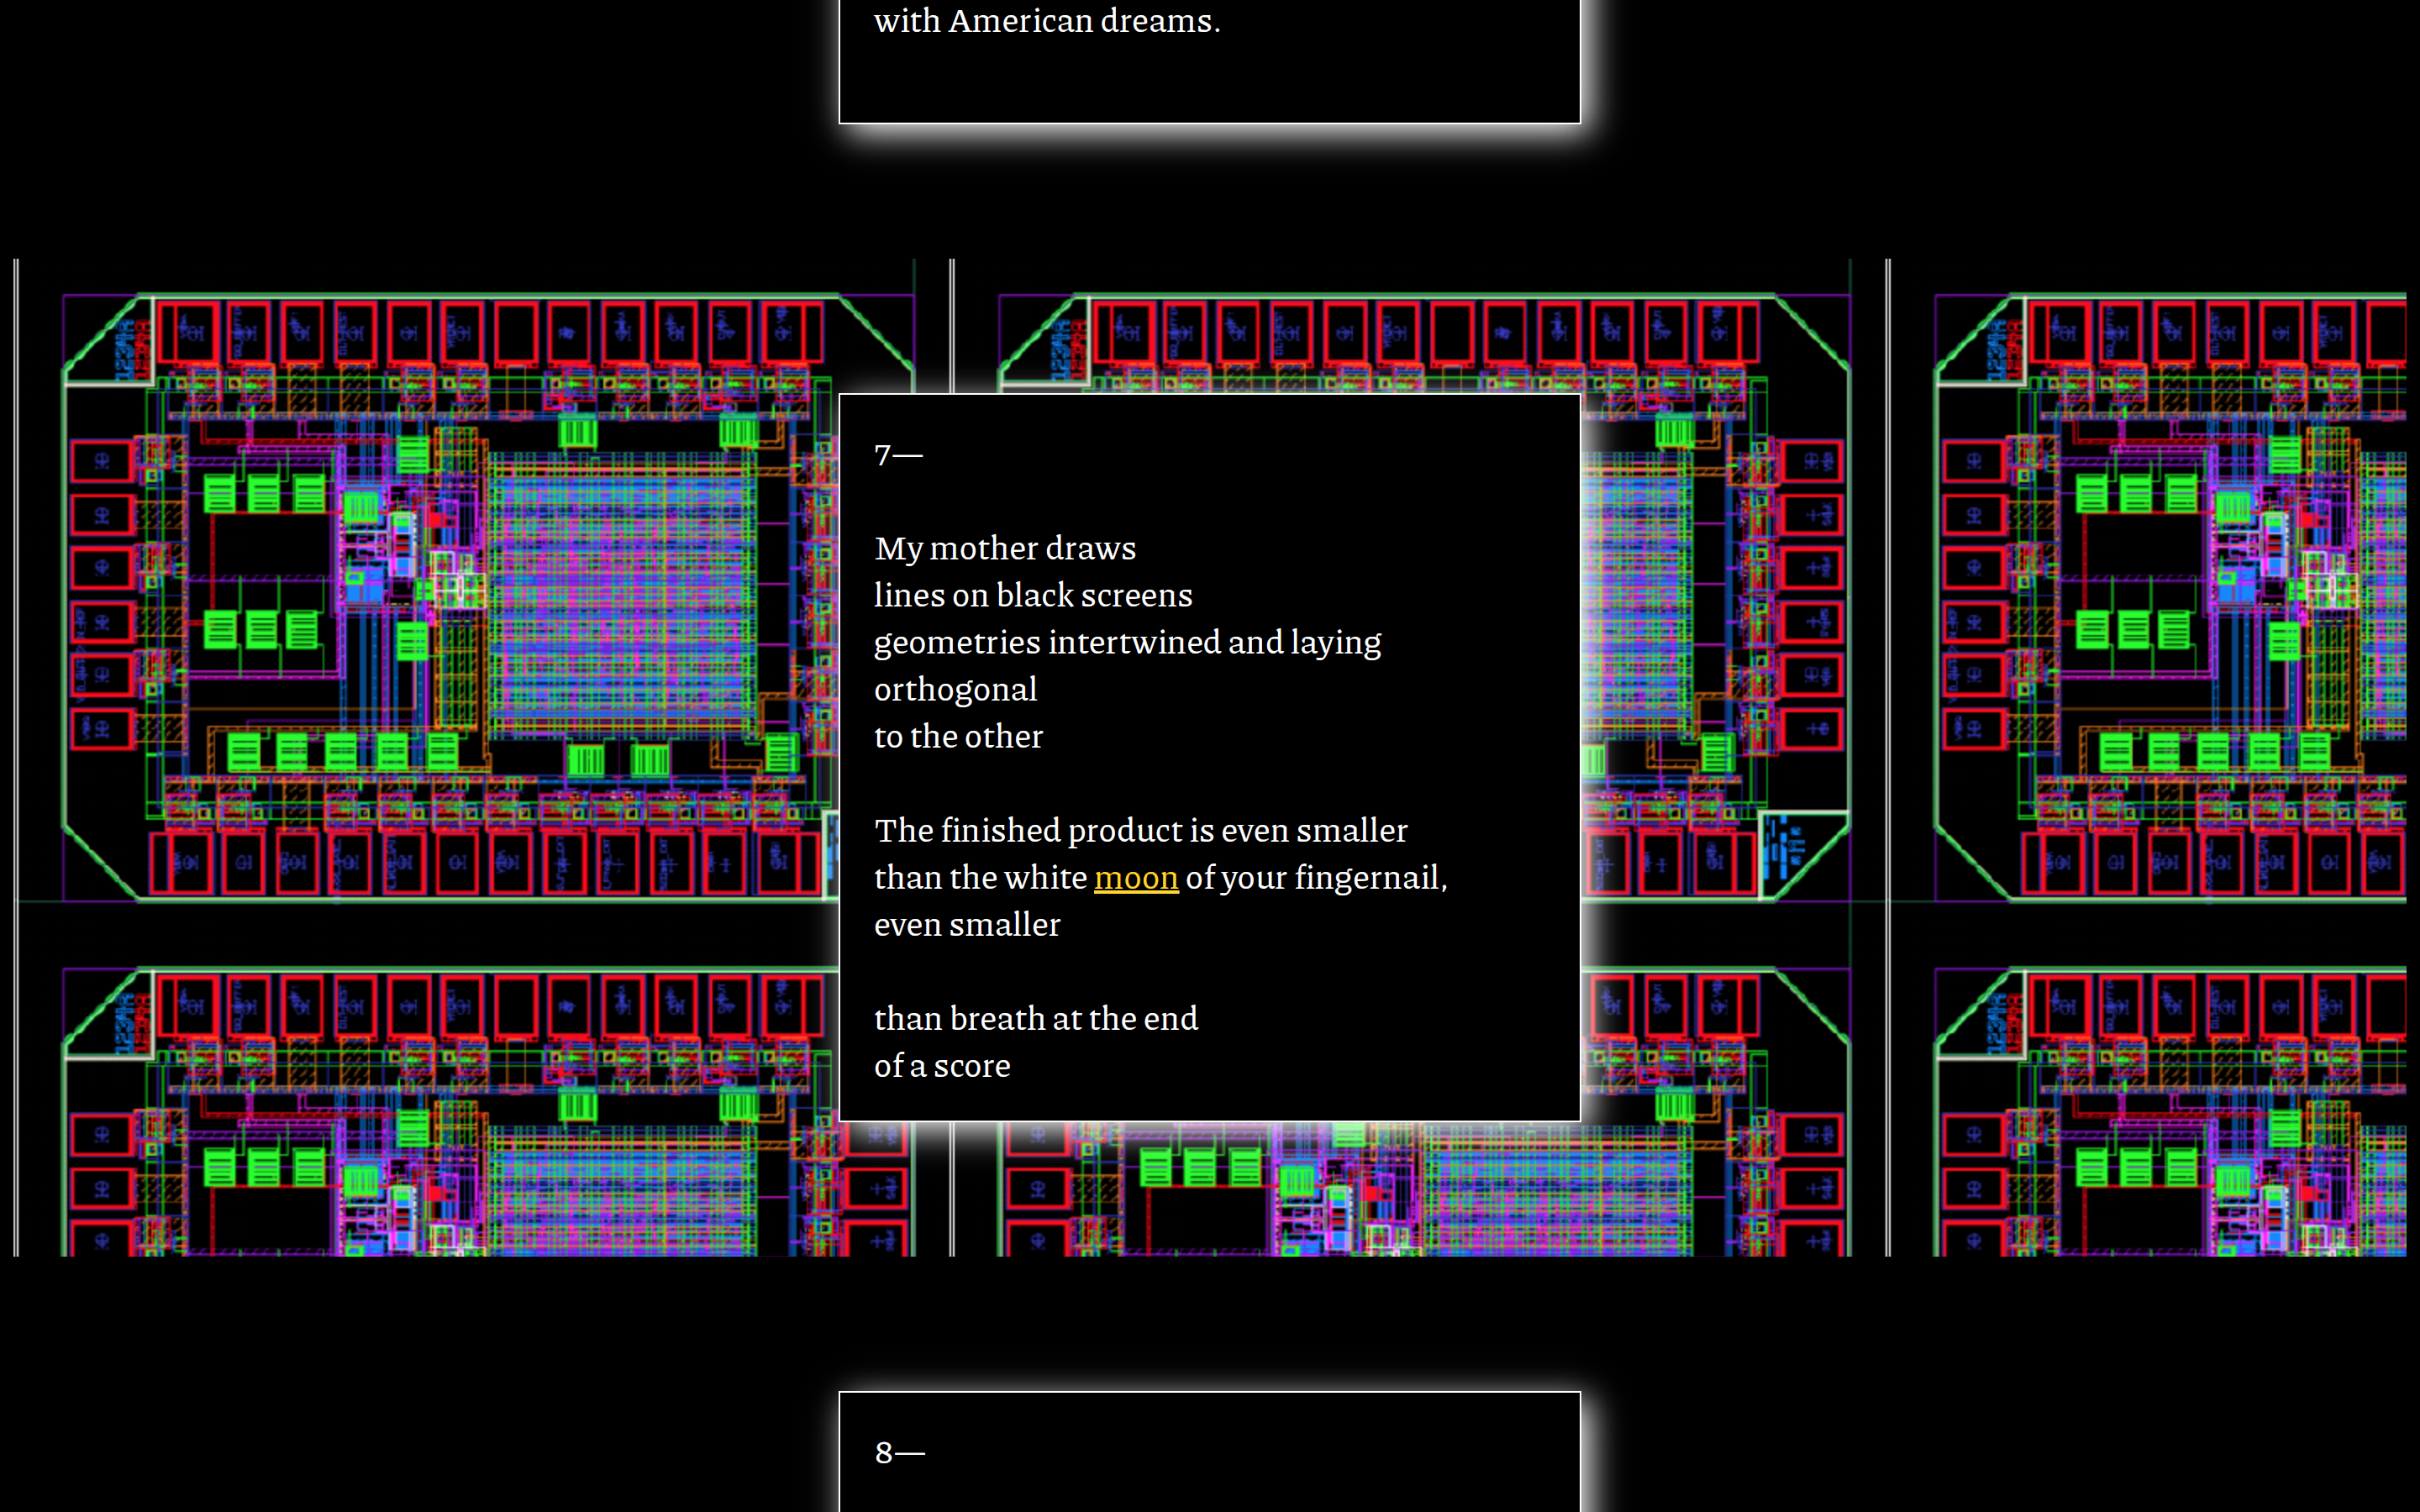 with American dreams.
7—
My mother draws
lines on black screens
geometries intertwined and laying
orthogonal
to the other
The finished product is even smaller
than the white moon of your fingernail,
even smaller
than breath at the end
of a score
8—